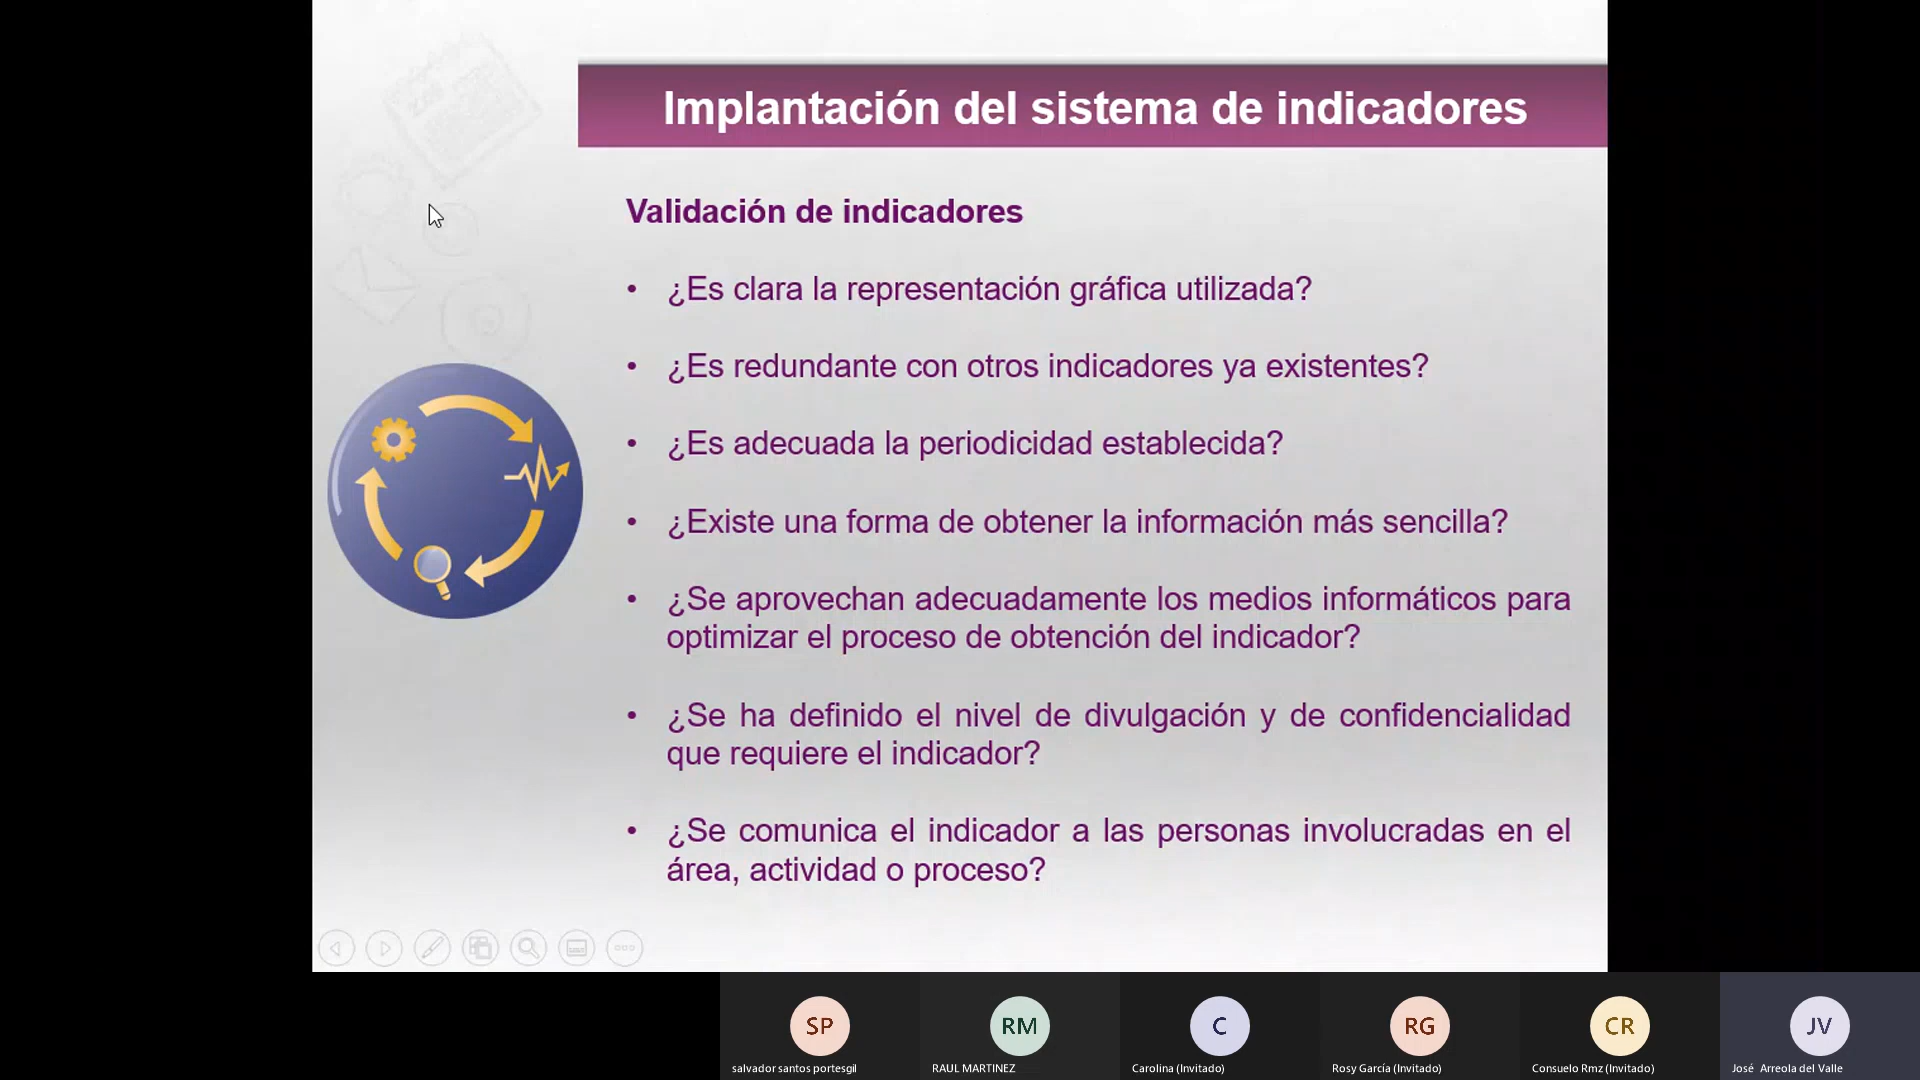 Implantación del sistema de indicadores
Validación de indicadores
• ¿Es clara la representación gráfica utilizada?
• ¿Es redundante con otros indicadores ya existentes?
• ¿Es adecuada la periodicidad establecida?
• ¿Existe una forma de obtener la información más sencilla?
• ¿Se aprovechan adecuadamente los medios informáticos para
optimizar el proceso de obtención del indicador?
• ¿Se ha definido el nivel de divulgación y de confidencialidad
que requiere el indicador?
• ¿Se comunica el indicador a las personas involucradas en el
área, actividad o proceso?
SP
RM
C
RG
CR
JV
salvador santos portesgil
RAUL MARTINEZ
Carolina (Invitado)
Rosy García (Invitado)
Consuelo Rmz (Invitado)
José Arreola del Valle